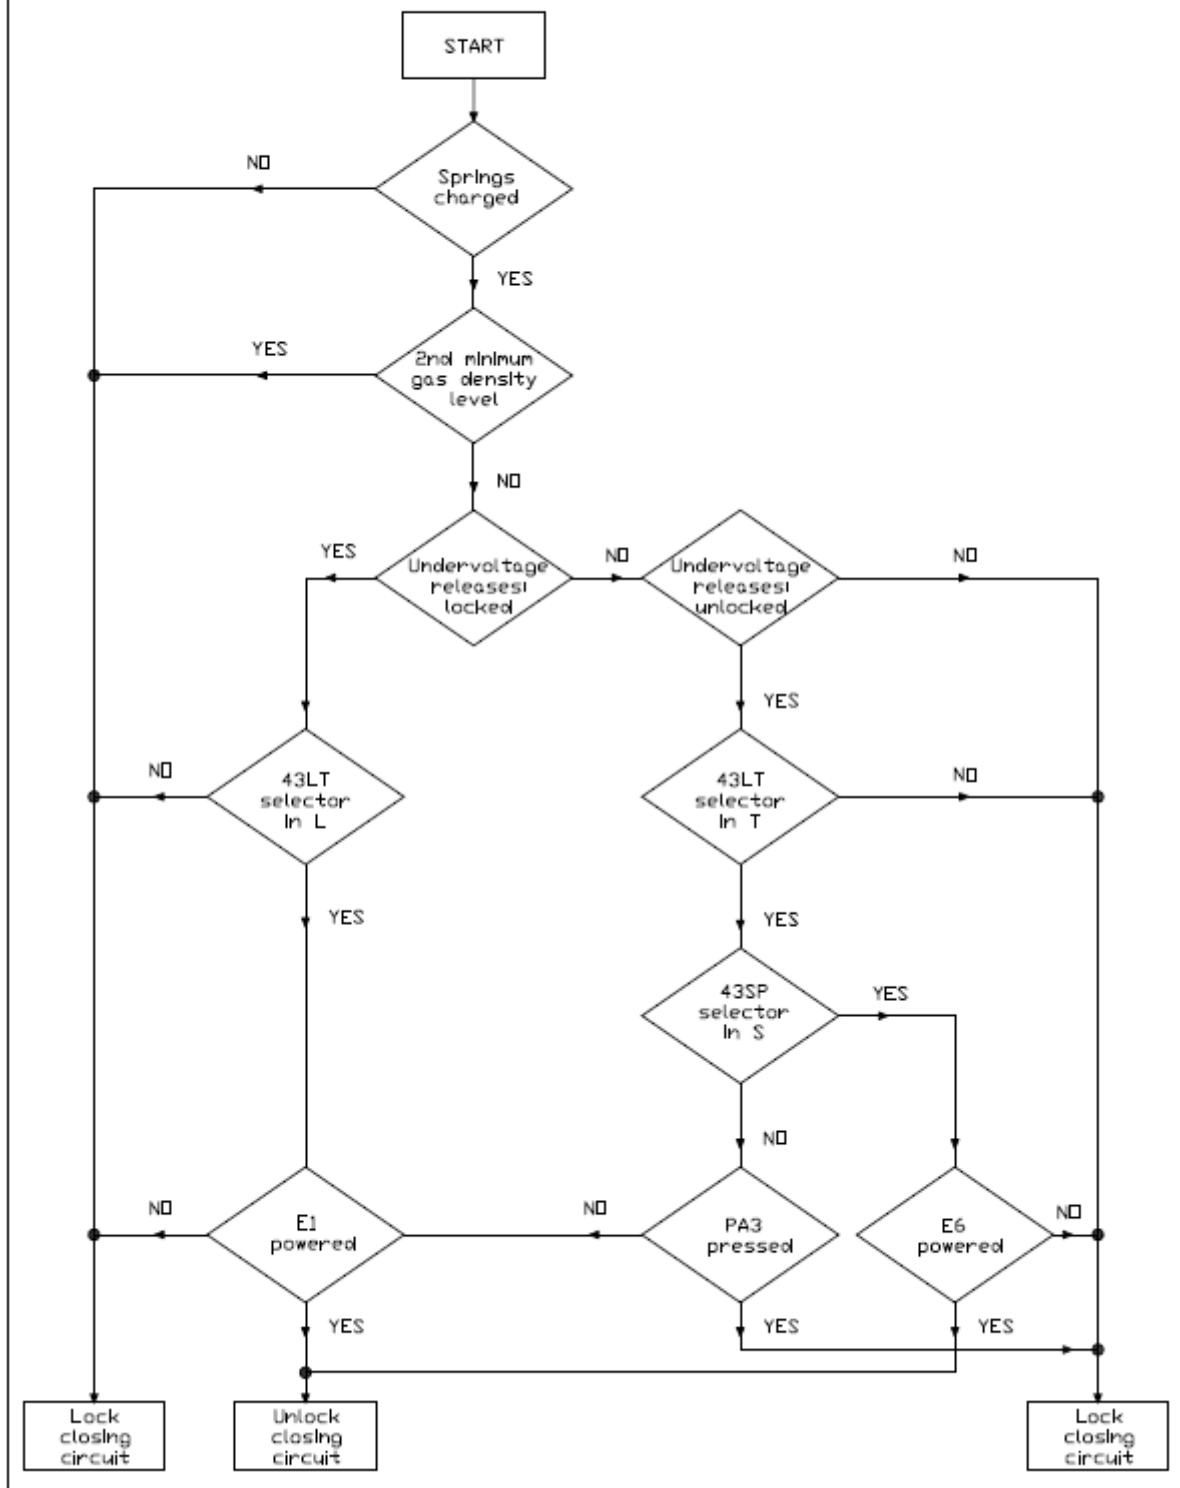 START
NO
Springs
charged
YES
YES
2nd minimum
gas density
level
NO
YES
Undervoltage
releases:
locked
NO
Undervoltage
releases:
unlocked
NO
YES
NO
43LT
selector
in L
43LT
selector
in T
NO
YES
YES
43SP
selector
in S
YES
NO
NO
E1
powered
NO
PA3
pressed
E6
powered
NO
YES
YES
YES
Lock
closing
circuit
Unlock
closing
circuit
Lock
closing
circuit